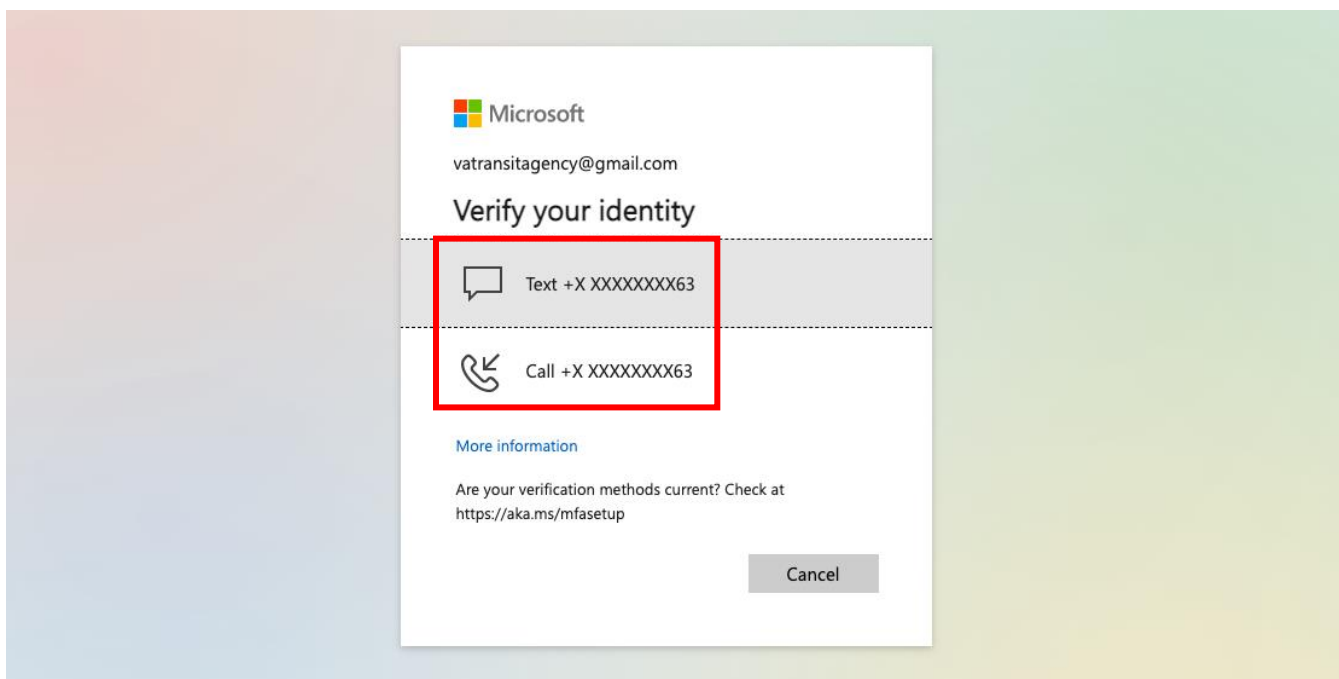 Microsoft
vatransitagency@gmail.com
Verify your identity
Text +X XXXXXXXX63
Call +X XXXXXXXX63
More information
Are your verification methods current? Check at
https://aka.ms/mfasetup
Cancel